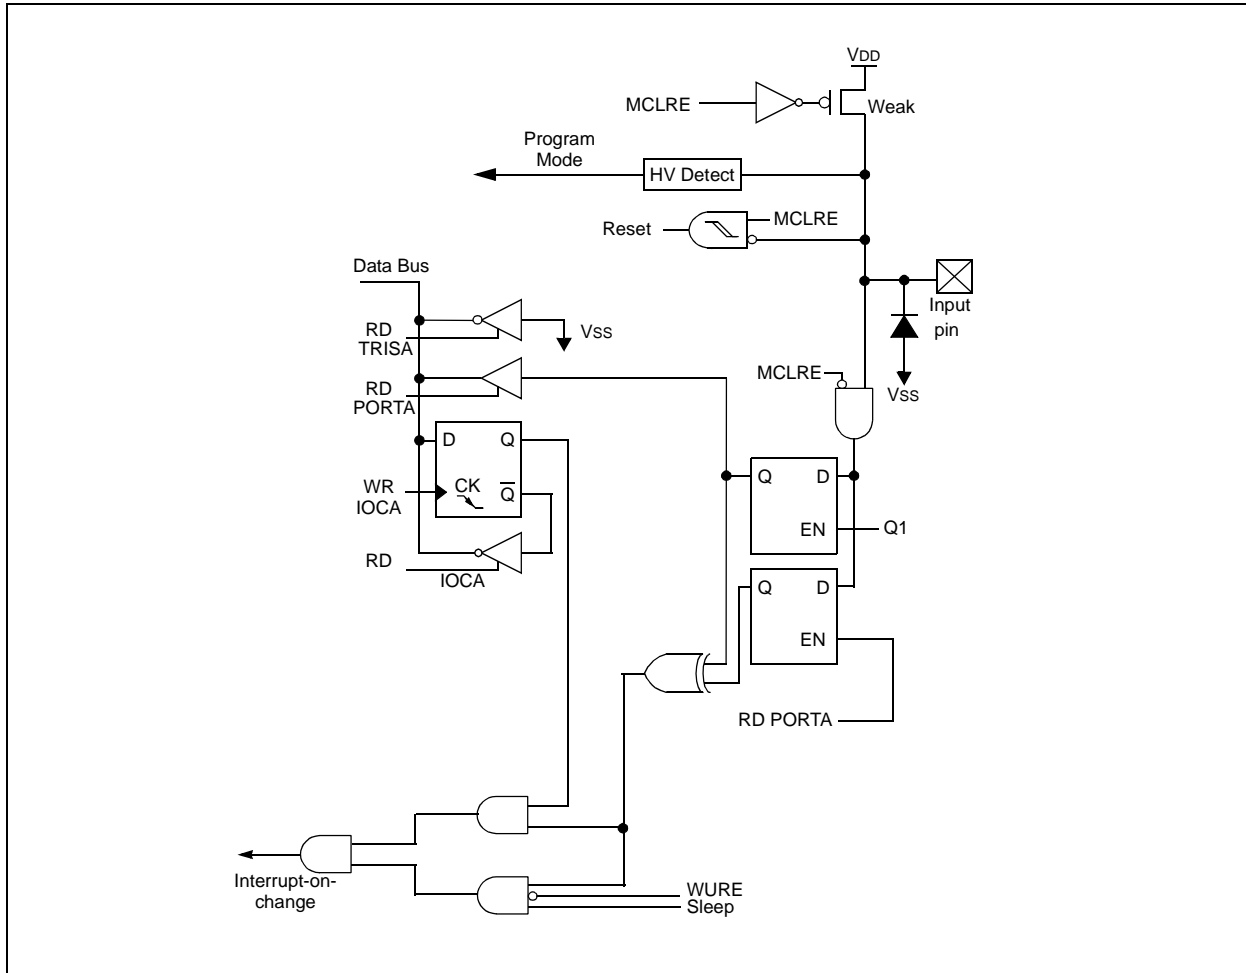 VDD
MCLRE
Weak
Program
Mode
HV Detect
MCLRE
Reset
Data Bus
Input
pin
RD
TRISA
VSS
MCLRE
VSS
RD
PORTA
D Q
CK
Q
WR
IOCA
Q D
EN
Q1
RD
IOCA
Q D
EN
RD PORTA
Interrupt-on-
change
WURE
Sleep